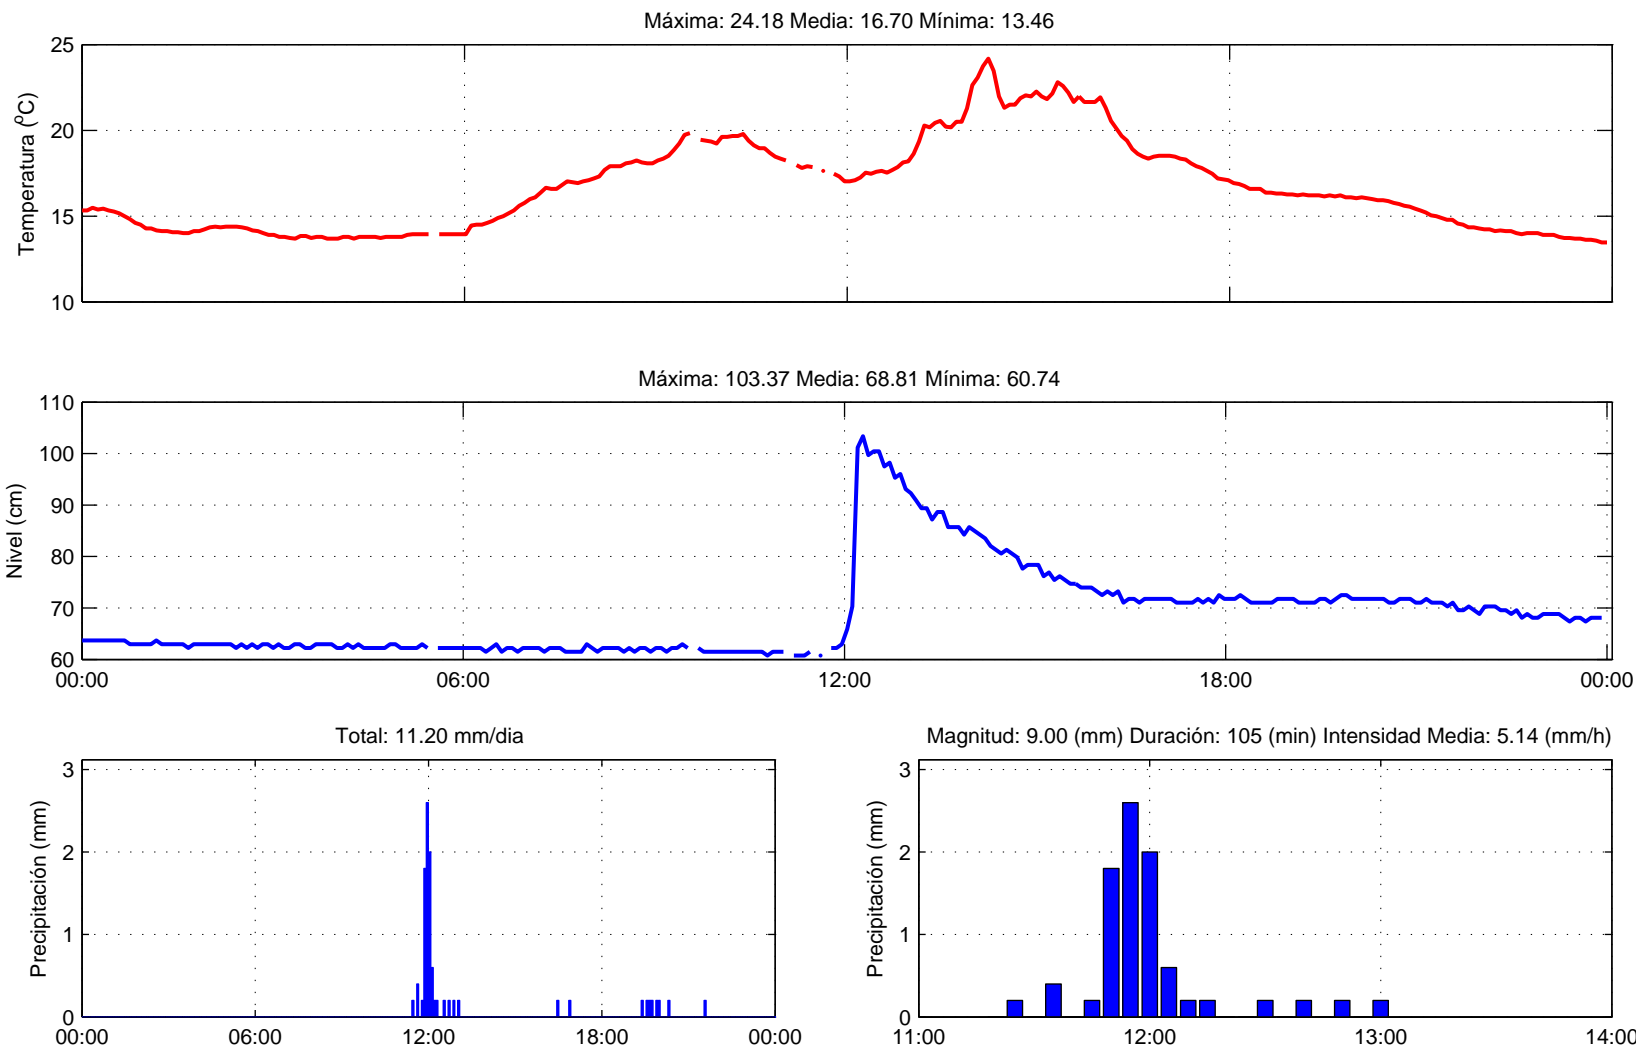 Máxima: 24.18 Media: 16.70 Mínima: 13.46
Temperatura (ºC)
25
20
15
10
Máxima: 103.37 Media: 68.81 Mínima: 60.74
Nivel (cm)
110
100
90
80
70
60
00:00 06:00 12:00 18:00 00:00
Total: 11.20 mm/dia
Precipitación (mm)
3
2
1
0
00:00 06:00 12:00 18:00 00:00
Magnitud: 9.00 (mm) Duración: 105 (min) Intensidad Media: 5.14 (mm/h)
Precipitación (mm)
3
2
1
0
11:00 12:00 13:00 14:00